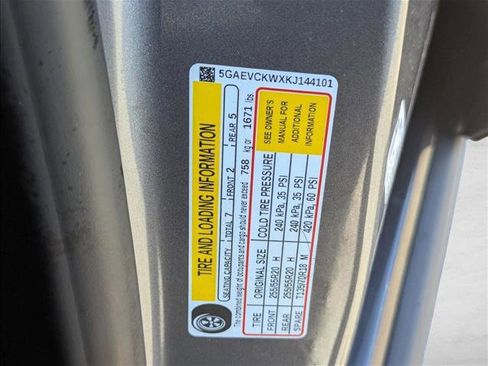 5GAEVCKWXKJ144101
TIRE AND LOADING INFORMATION
SEATING CAPACITY TOTAL 7 FRONT 2 REAR 5
The combined weight of occupants and cargo should never exceed 758 kg or 1671 lbs.
TIRE ORIGINAL SIZE COLD TIRE PRESSURE
FRONT 255/55R20 H 240 kPa, 35 PSI
REAR 255/55R20 H 240 kPa, 35 PSI
SPARE T135/70R18 M 420 kPa, 60 PSI
SEE OWNER'S
MANUAL FOR
ADDITIONAL
INFORMATION